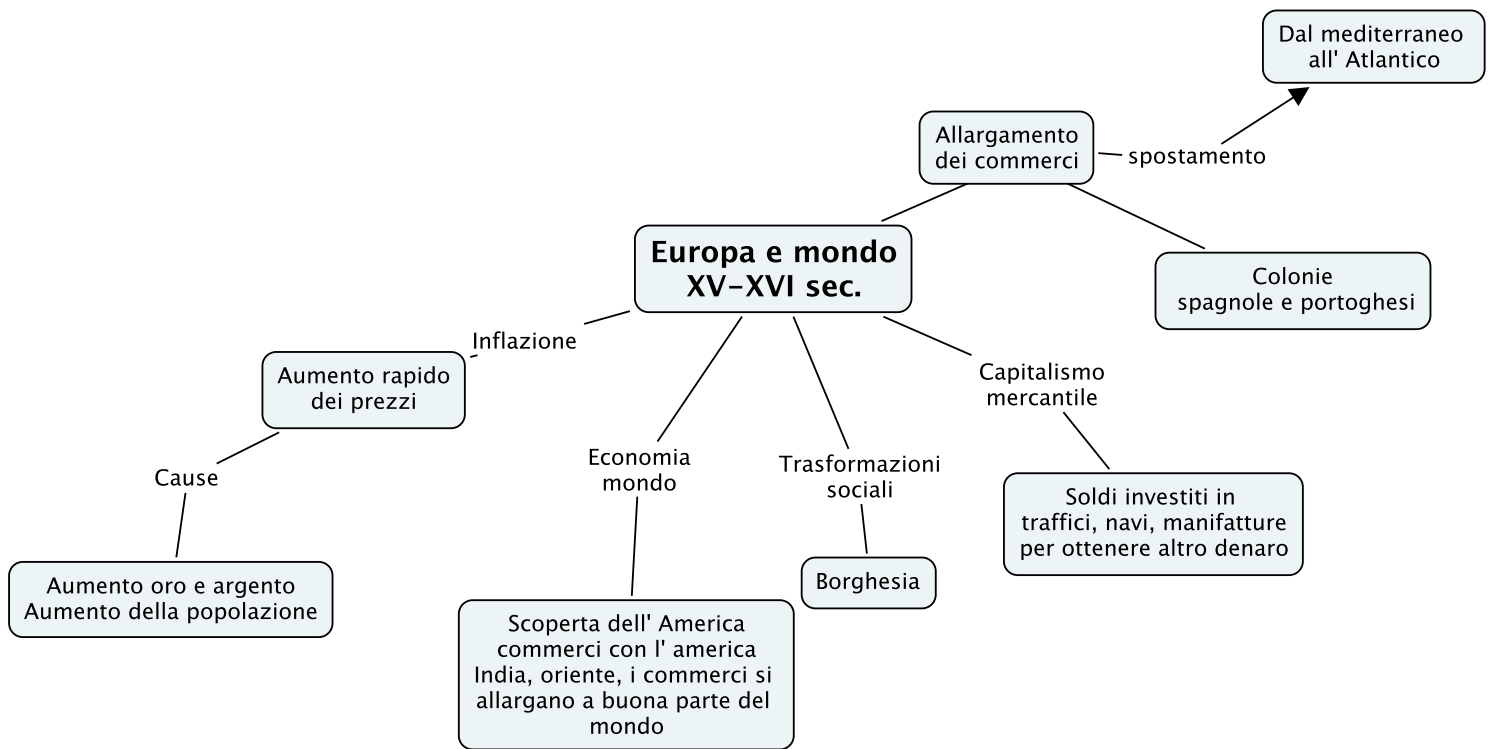 Dal mediterraneo
all' Atlantico
Allargamento
dei commerci
spostamento
Europa e mondo
XV-XVI sec.
Colonie
spagnole e portoghesi
Inflazione
Aumento rapido
dei prezzi
Capitalismo
mercantile
Economia
mondo
Trasformazioni
sociali
Cause
Soldi investiti in
traffici, navi, manifatture
per ottenere altro denaro
Aumento oro e argento
Aumento della popolazione
Borghesia
Scoperta dell' America
commerci con l' america
India, oriente, i commerci si
allargano a buona parte del
mondo